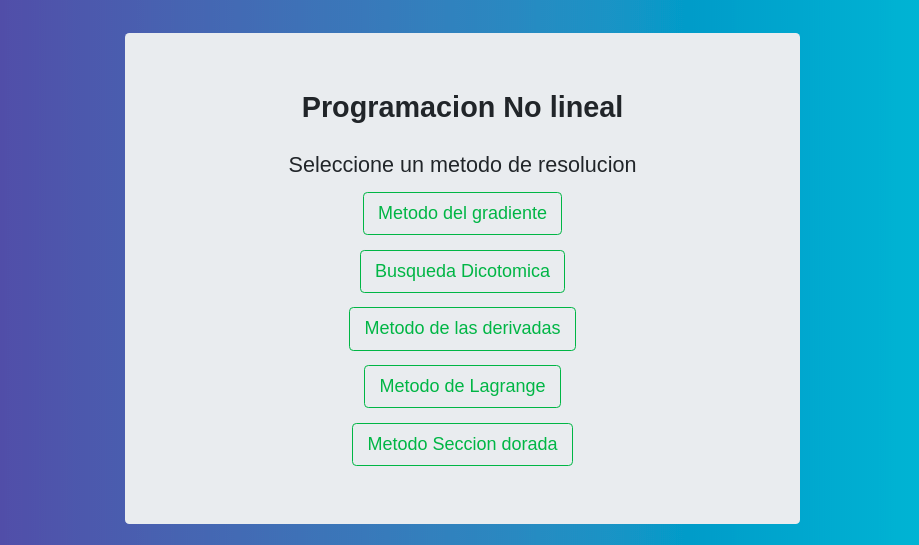 Programacion No lineal
Seleccione un metodo de resolucion
Metodo del gradiente
Busqueda Dicotomica
Metodo de las derivadas
Metodo de Lagrange
Metodo Seccion dorada